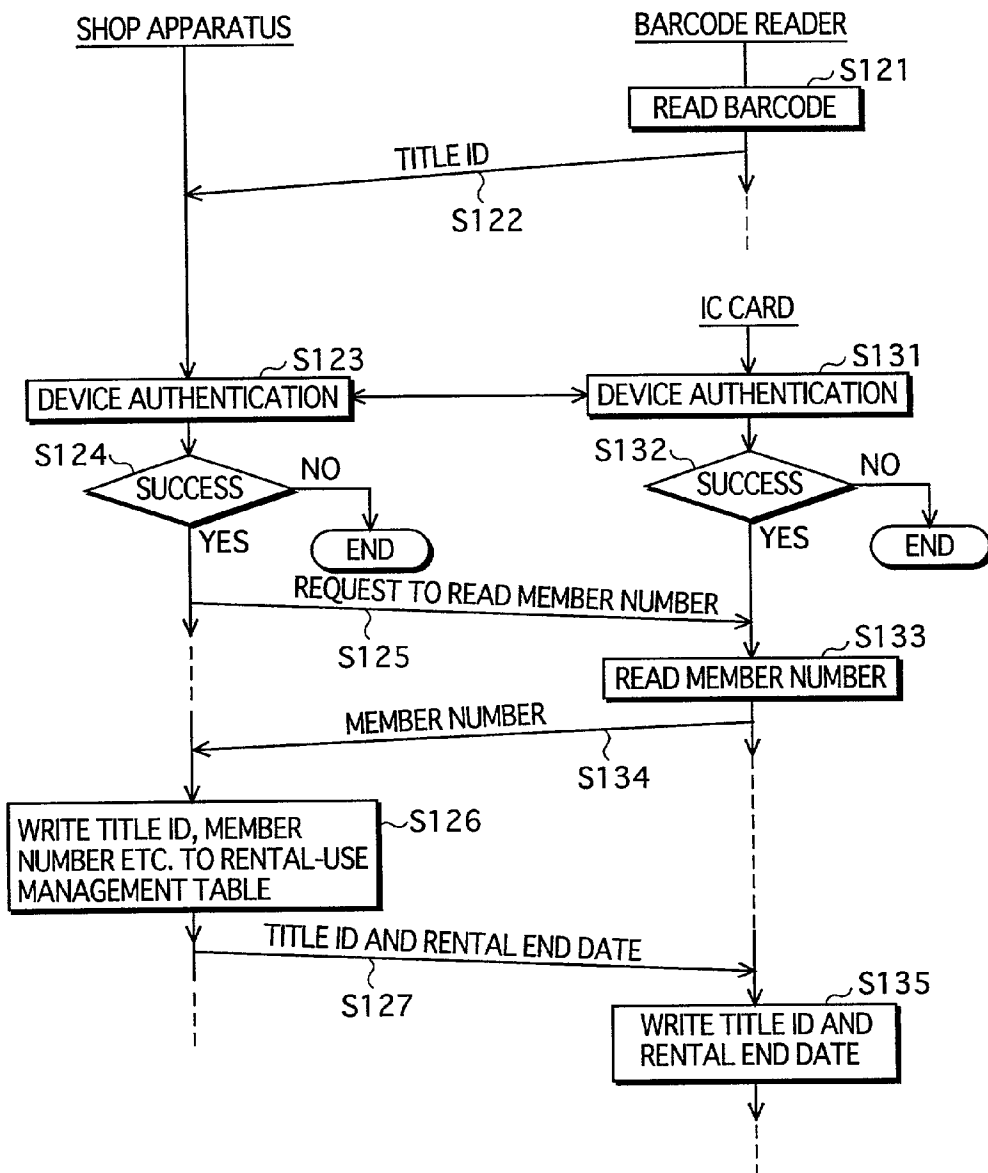 SHOP APPARATUS
BARCODE READER
S121
READ BARCODE
TITLE ID
S122
IC CARD
S123
DEVICE AUTHENTICATION
S131
DEVICE AUTHENTICATION
S124
SUCCESS
NO
YES
END
S132
SUCCESS
NO
YES
END
REQUEST TO READ MEMBER NUMBER
S125
S133
READ MEMBER NUMBER
MEMBER NUMBER
S134
WRITE TITLE ID, MEMBER
NUMBER ETC. TO RENTAL-USE
MANAGEMENT TABLE
S126
TITLE ID AND RENTAL END DATE
S127
S135
WRITE TITLE ID AND
RENTAL END DATE